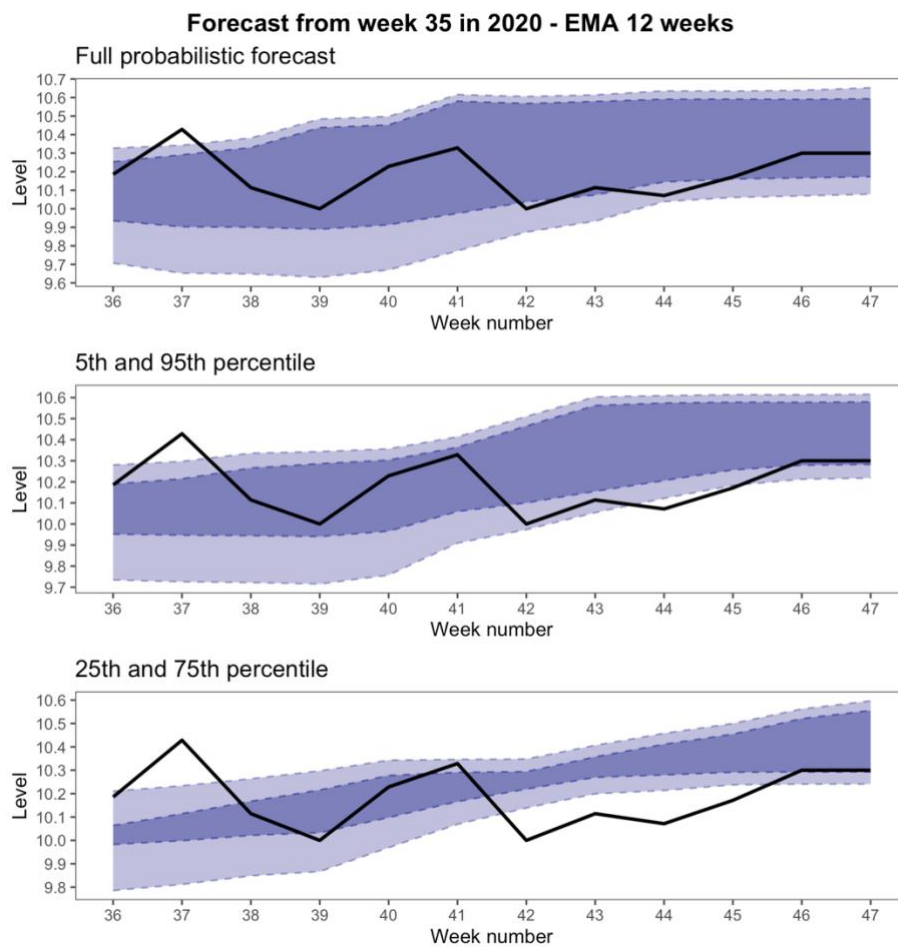 Forecast from week 35 in 2020 - EMA 12 weeks
Full probabilistic forecast
10.7
10.6
10.5
10.4
10.3
10.2
10.1
10.0
9.9
9.8
9.7
9.6
Level
36 37 38 39 40 41 42 43 44 45 46 47
Week number
5th and 95th percentile
10.6
10.5
10.4
10.3
10.2
10.1
10.0
9.9
9.8
9.7
Level
36 37 38 39 40 41 42 43 44 45 46 47
Week number
25th and 75th percentile
10.6
10.5
10.4
10.3
10.2
10.1
10.0
9.9
9.8
Level
36 37 38 39 40 41 42 43 44 45 46 47
Week number